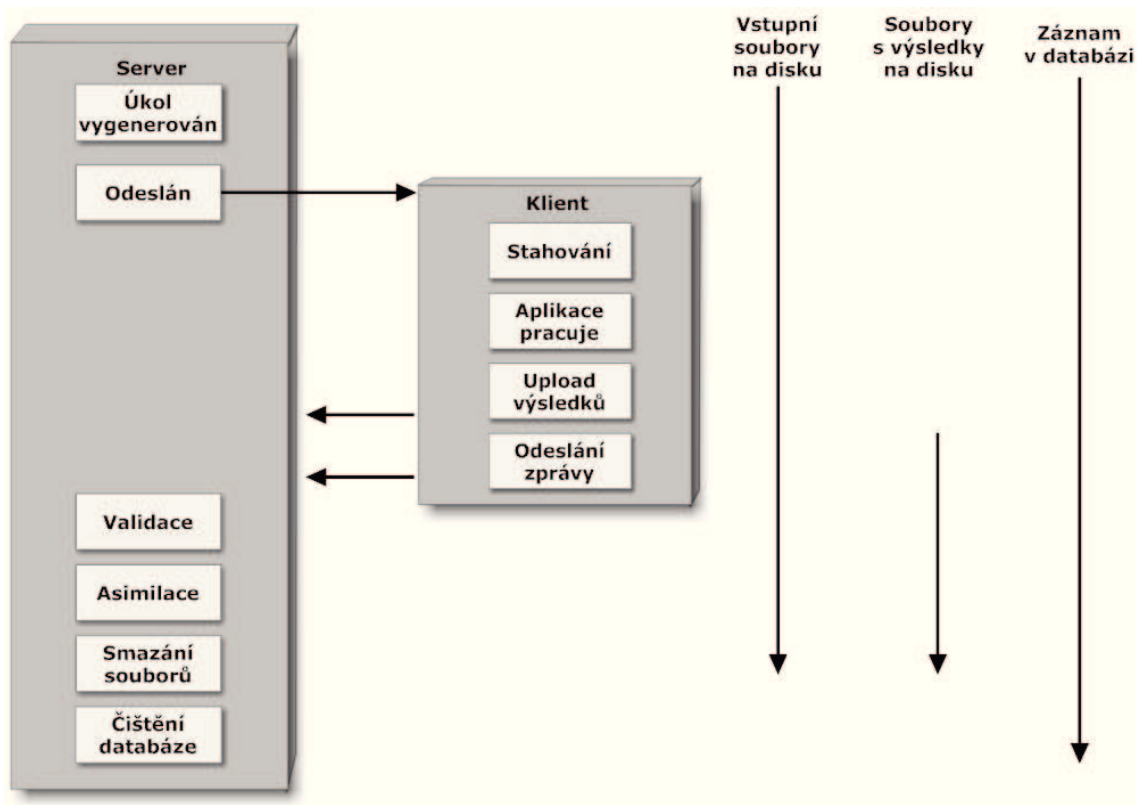 Server
Úkol
vygenerován
Odeslán
Klient
Stahování
Aplikace
pracuje
Upload
výsledků
Odeslání
zprávy
Validace
Asimilace
Smazání
souborů
Čištění
databáze
Vstupní
soubory
na disku
Soubory
s výsledky
na disku
Záznam
v databázi